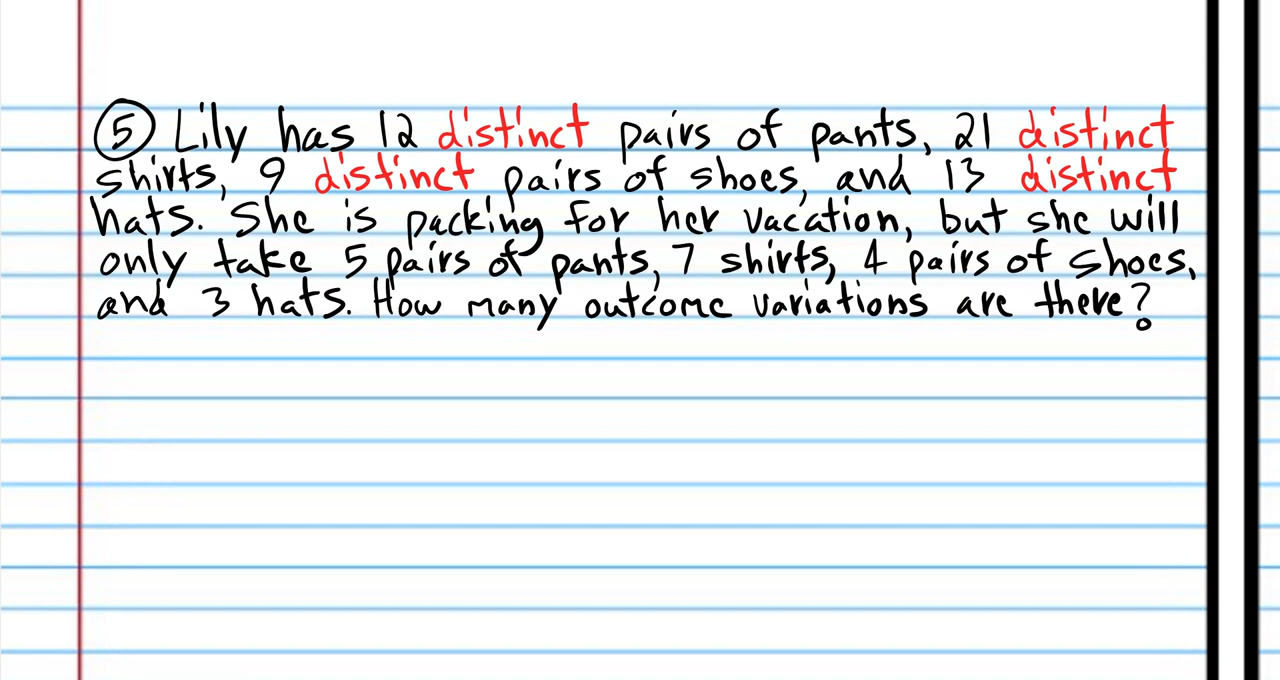 ⑤ Lily has 12 distinct pairs of pants, 21 distinct
shirts, 9 distinct pairs of shoes, and 13 distinct
hats. She is packing for her vacation, but she will
only take 5 pairs of pants, 7 shirts, 4 pairs of shoes,
and 3 hats. How many outcome variations are there?